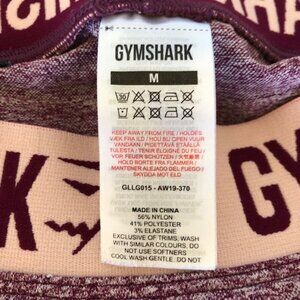 GYMSHARK
M
30
KEEP AWAY FROM FIRE / HOLDES
VÆK FRA ILD / HOU BIJ OPEN VUUR
VANDAAN / PIDETTÄVÄ ETÄÄLLÄ
TULESTA / TENIR ÉLOIGNÉ
DU FEU / VOR FEUER SCHÜTZEN /
HOLD BORTE FRA FLAMMER /
MANTENER ALEJADO DEL FUEGO /
SKYDDA MOT ELD
GLLG015 - AW19-370
K
G
MADE IN CHINA
56% NYLON
41% POLYESTER
3% ELASTANE
EXCLUSIVE OF TRIMS. WASH
WITH SIMILAR COLOURS. DO
NOT USE SOFTNERS
COOL WASH GENTLE. DO NOT